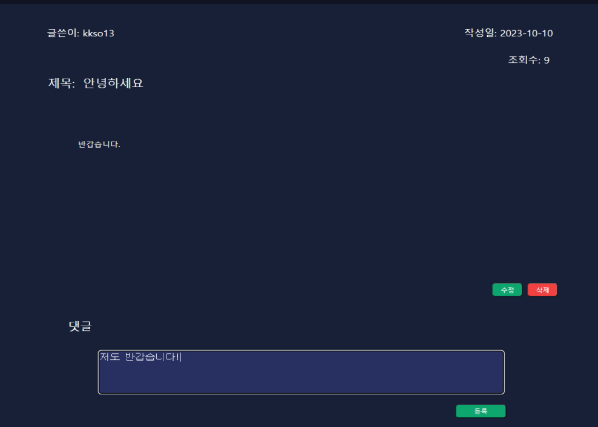 글쓴이: kkso13
작성일: 2023-10-10
조회수: 9
제목: 안녕하세요
반갑습니다.
수정
삭제
댓글
저도 반갑습니다!
등록